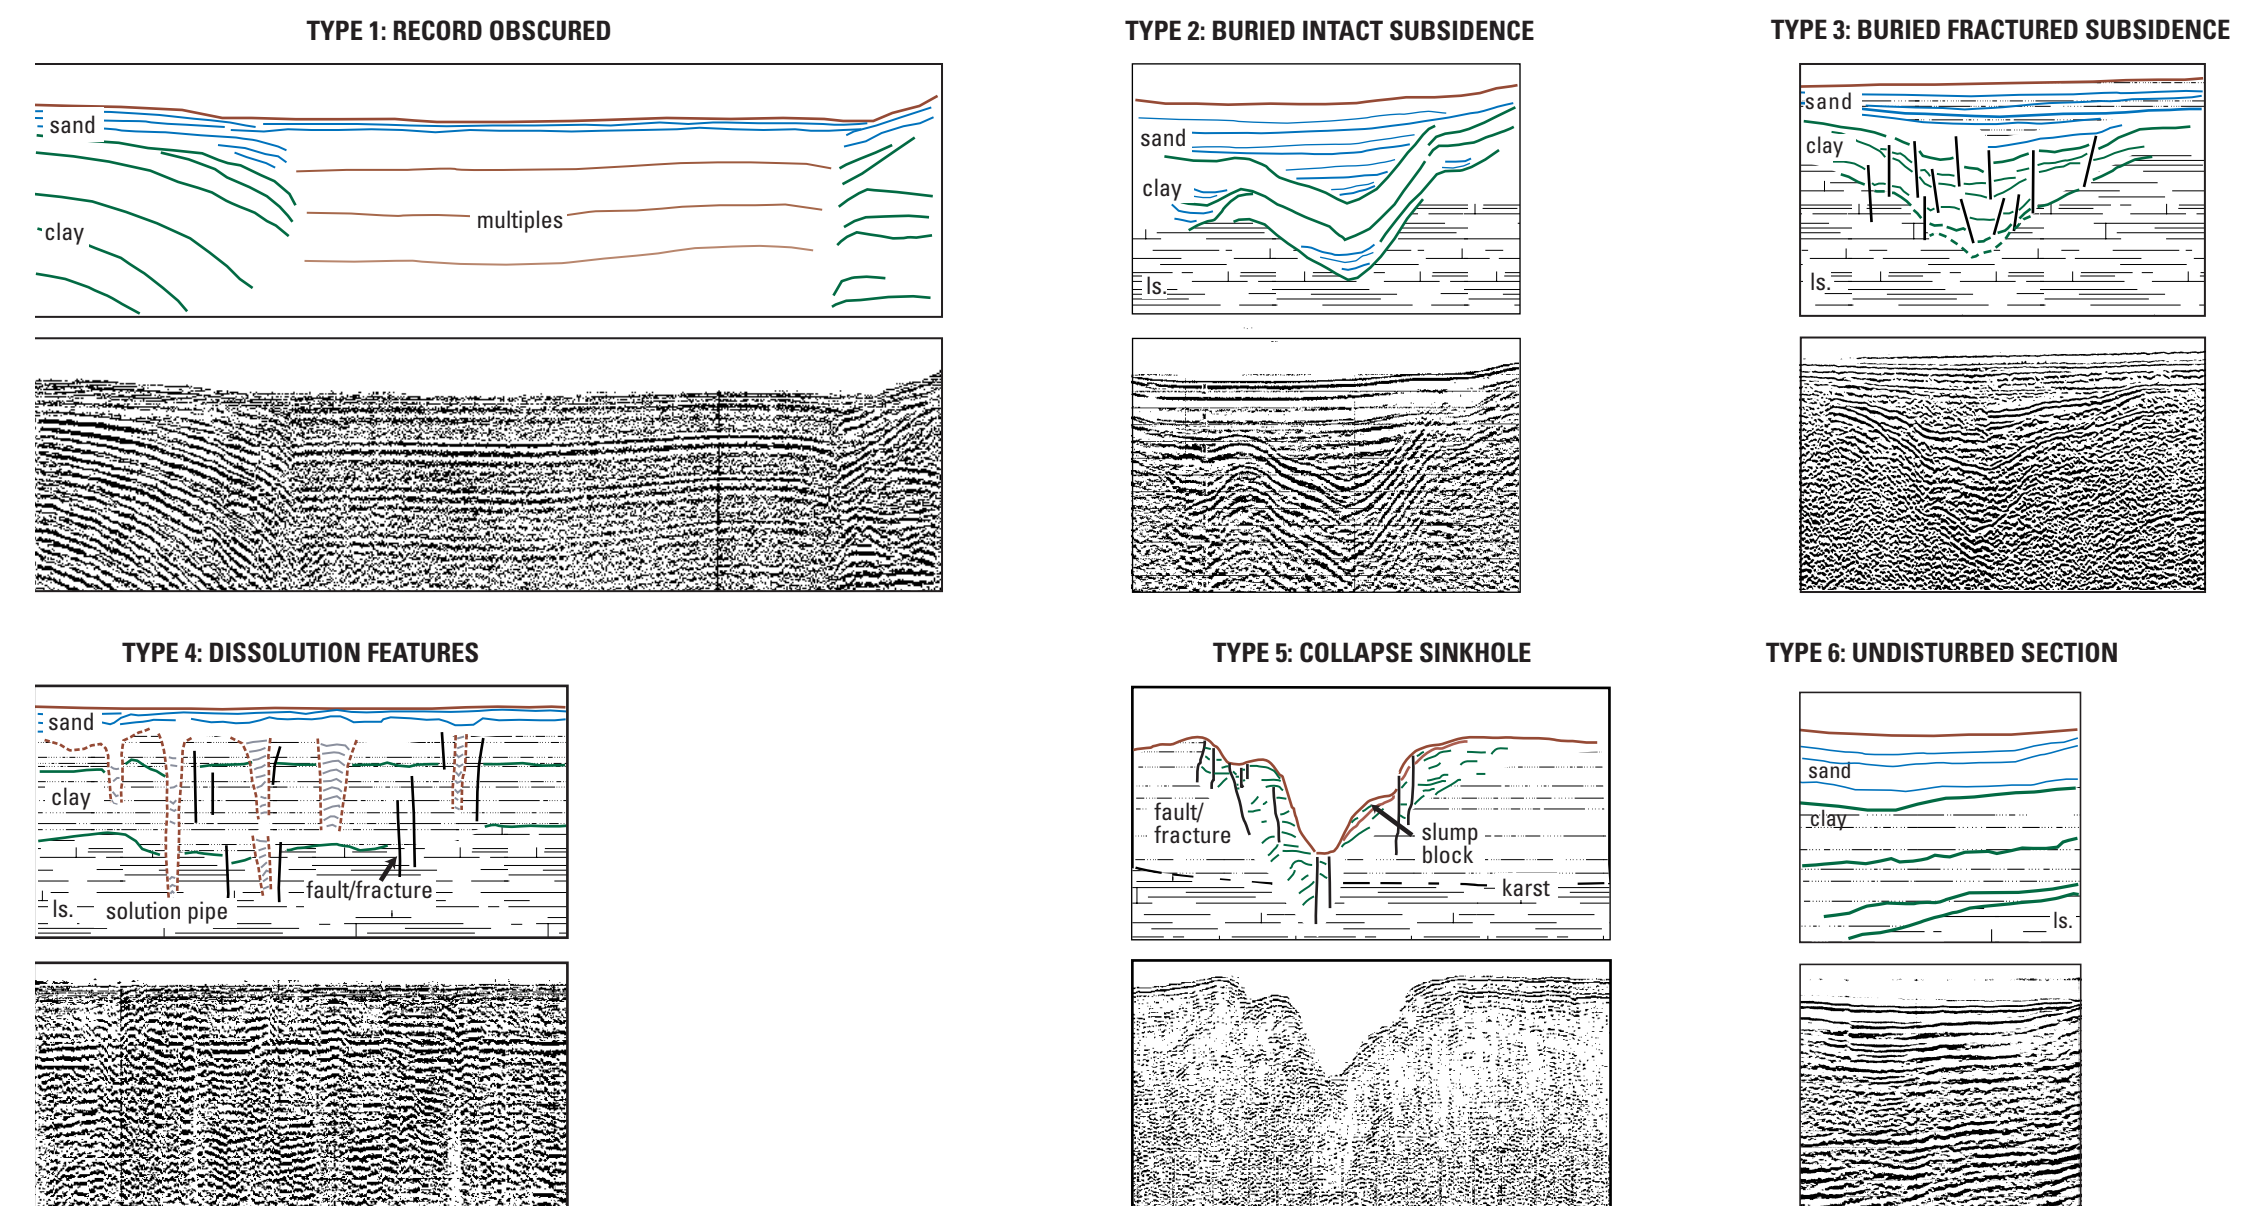 TYPE 1: RECORD OBSCURED
sand
clay
multiples
TYPE 2: BURIED INTACT SUBSIDENCE
sand
clay
ls.
TYPE 3: BURIED FRACTURED SUBSIDENCE
sand
clay
ls.
TYPE 4: DISSOLUTION FEATURES
sand
clay
ls.
solution pipe
fault/fracture
TYPE 5: COLLAPSE SINKHOLE
fault/
fracture
slump
block
karst
TYPE 6: UNDISTURBED SECTION
sand
clay
ls.